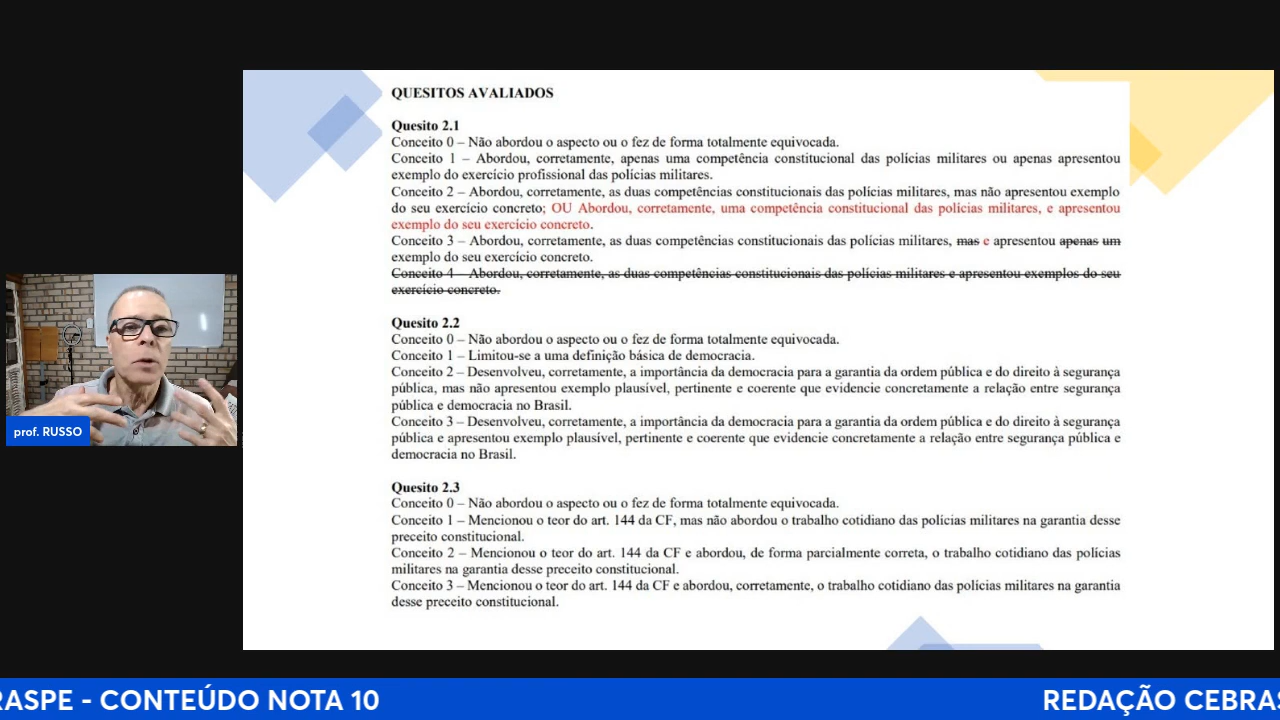 QUESITOS AVALIADOS
Quesito 2.1
Conceito 0 – Não abordou o aspecto ou o fez de forma totalmente equivocada.
Conceito 1 – Abordou, corretamente, apenas uma competência constitucional das polícias militares ou apenas apresentou
exemplo do exercício profissional das polícias militares.
Conceito 2 – Abordou, corretamente, as duas competências constitucionais das polícias militares, mas não apresentou exemplo
do seu exercício concreto; OU Abordou, corretamente, uma competência constitucional das polícias militares, e apresentou
exemplo do seu exercício concreto.
Conceito 3 – Abordou, corretamente, as duas competências constitucionais das polícias militares, mas e apresentou apenas um
exemplo do seu exercício concreto.
Conceito 4 – Abordou, corretamente, as duas competências constitucionais das polícias militares e apresentou exemplos do seu
exercício concreto.
Quesito 2.2
Conceito 0 – Não abordou o aspecto ou o fez de forma totalmente equivocada.
Conceito 1 – Limitou-se a uma definição básica de democracia.
Conceito 2 – Desenvolveu, corretamente, a importância da democracia para a garantia da ordem pública e do direito à segurança
pública, mas não apresentou exemplo plausível, pertinente e coerente que evidencie concretamente a relação entre segurança
pública e democracia no Brasil.
Conceito 3 – Desenvolveu, corretamente, a importância da democracia para a garantia da ordem pública e do direito à segurança
pública e apresentou exemplo plausível, pertinente e coerente que evidencie concretamente a relação entre segurança pública e
democracia no Brasil.
Quesito 2.3
Conceito 0 – Não abordou o aspecto ou o fez de forma totalmente equivocada.
Conceito 1 – Mencionou o teor do art. 144 da CF, mas não abordou o trabalho cotidiano das polícias militares na garantia desse
preceito constitucional.
Conceito 2 – Mencionou o teor do art. 144 da CF e abordou, de forma parcialmente correta, o trabalho cotidiano das polícias
militares na garantia desse preceito constitucional.
Conceito 3 – Mencionou o teor do art. 144 da CF e abordou, corretamente, o trabalho cotidiano das polícias militares na garantia
desse preceito constitucional.
prof. RUSSO
RASPE - CONTEÚDO NOTA 10
REDAÇÃO CEBRAS